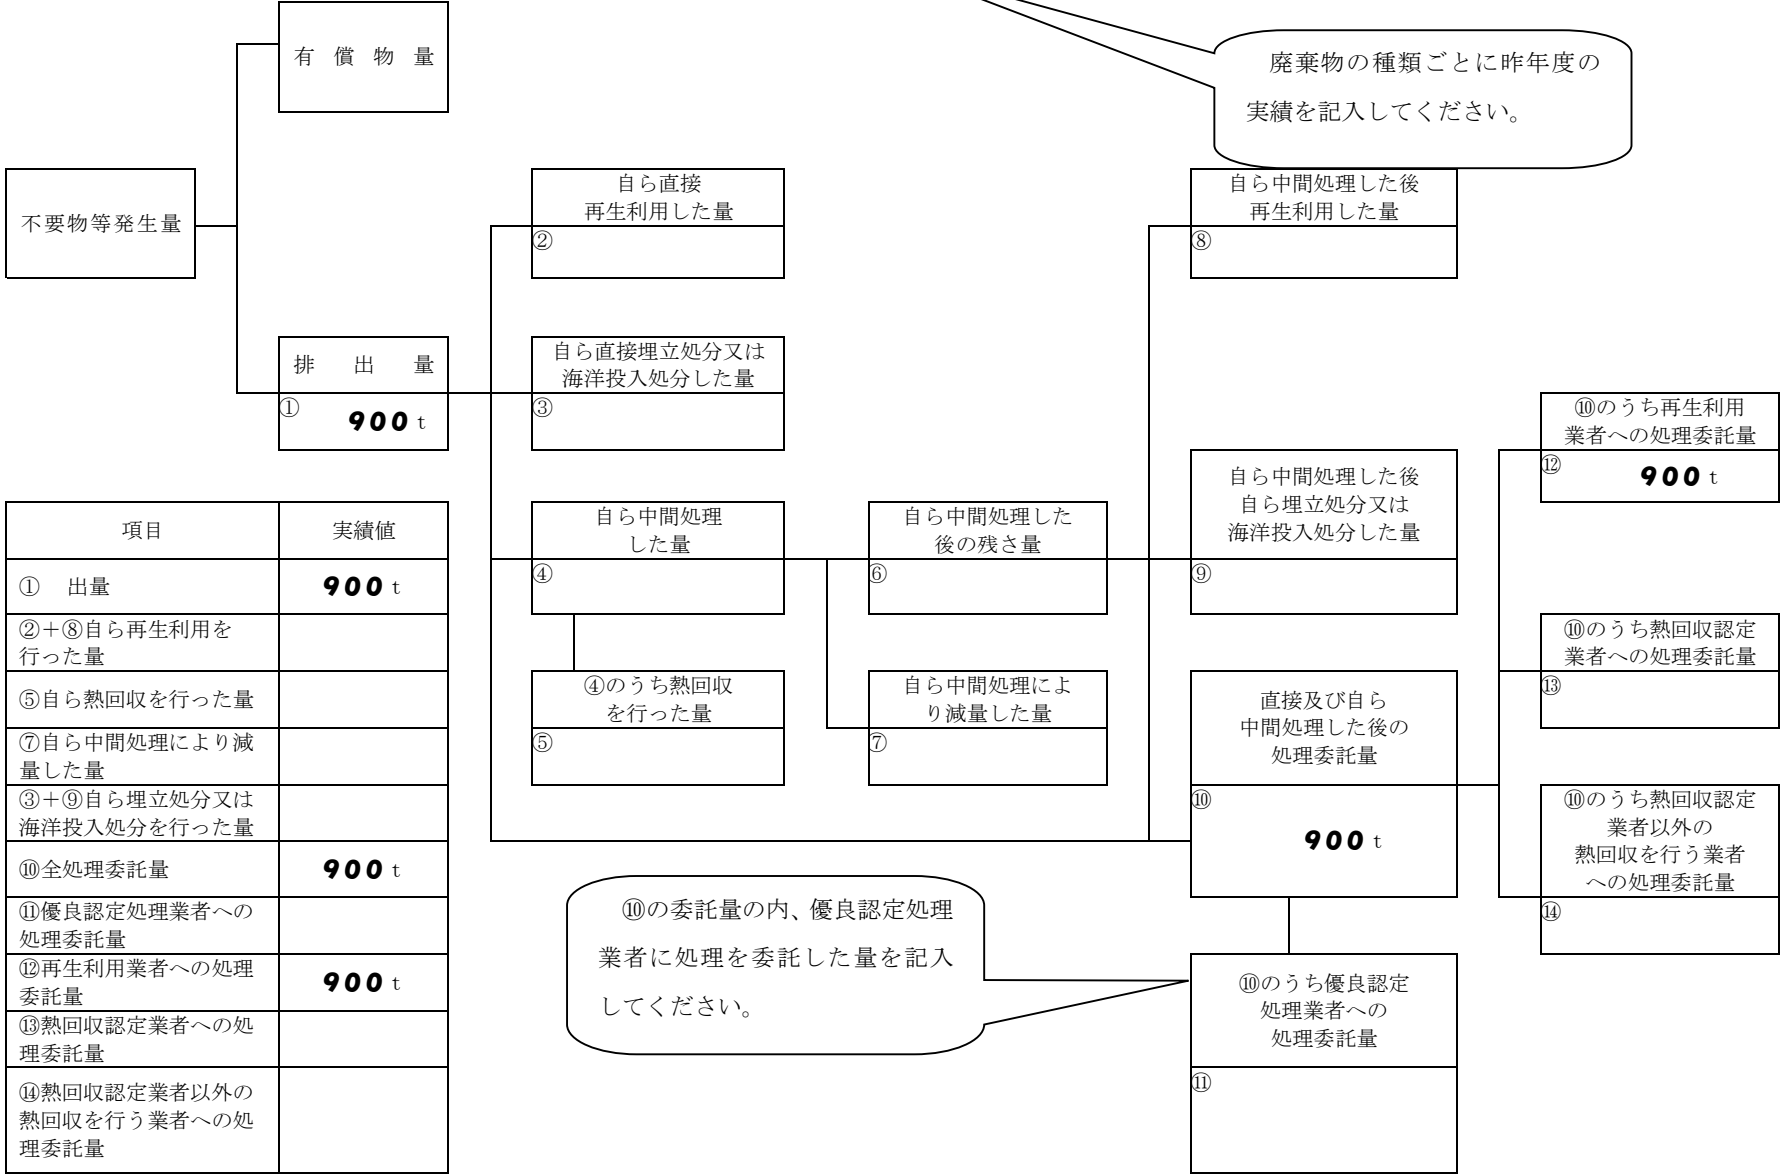 有償物量
廃棄物の種類ごとに昨年度の
実績を記入してください。
不要物等発生量
自ら直接
再生利用した量
②
自ら中間処理した後
再生利用した量
⑧
排出量
① 900 t
自ら直接埋立処分又は
海洋投入処分した量
③
⑩のうち再生利用
業者への処理委託量
⑫ 900 t
自ら中間処理した後
自ら埋立処分又は
海洋投入処分した量
⑨
自ら中間処理
した量
④
自ら中間処理した
後の残さ量
⑥
⑩のうち熱回収認定
業者への処理委託量
⑬
④のうち熱回収
を行った量
⑤
自ら中間処理によ
り減量した量
⑦
直接及び自ら
中間処理した後の
処理委託量
⑩
900 t
⑩のうち熱回収認定
業者以外の
熱回収を行う業者
への処理委託量
⑭
⑩の委託量の内、優良認定処理
業者に処理を委託した量を記入
してください。
⑩のうち優良認定
処理業者への
処理委託量
⑪
項目 実績値
① 出量 900 t
②＋⑧自ら再生利用を
行った量
⑤自ら熱回収を行った量
⑦自ら中間処理により減
量した量
③＋⑨自ら埋立処分又は
海洋投入処分を行った量
⑩全処理委託量 900 t
⑪優良認定処理業者への
処理委託量
⑫再生利用業者への処理
委託量 900 t
⑬熱回収認定業者への処
理委託量
⑭熱回収認定業者以外の
熱回収を行う業者への処
理委託量